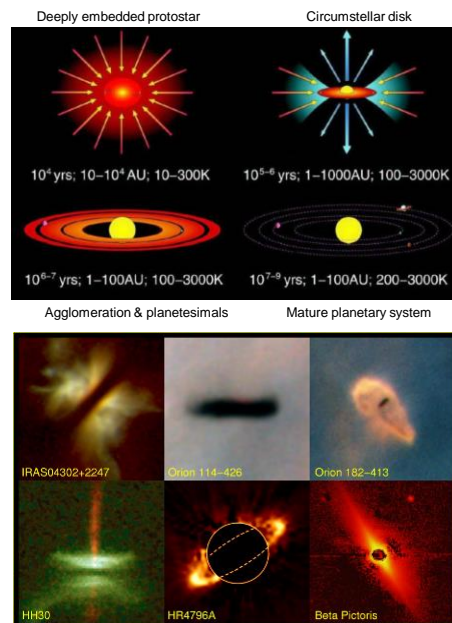 Deeply embedded protostar
Circumstellar disk
10⁴ yrs; 10–10⁴ AU; 10–300K
10⁵⁻⁶ yrs; 1–1000AU; 100–3000K
10⁶⁻⁷ yrs; 1–100AU; 100–3000K
10⁷⁻⁹ yrs; 1–100AU; 200–3000K
Agglomeration & planetesimals
Mature planetary system
IRAS04302+2247
Orion 114–426
Orion 182–413
HH30
HR4796A
Beta Pictoris